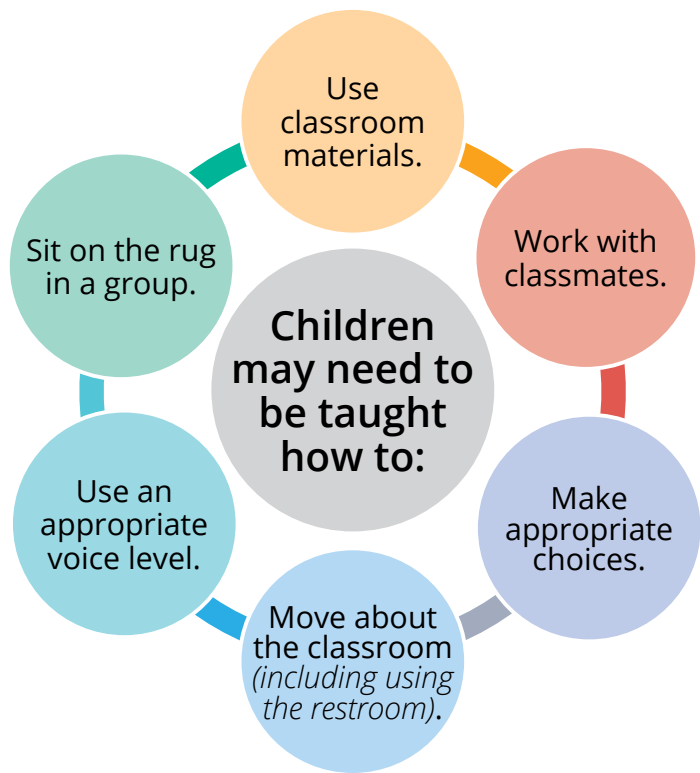 Children
may need to
be taught
how to:
Use
classroom
materials.
Work with
classmates.
Make
appropriate
choices.
Move about
the classroom
(including using
the restroom).
Use an
appropriate
voice level.
Sit on the rug
in a group.